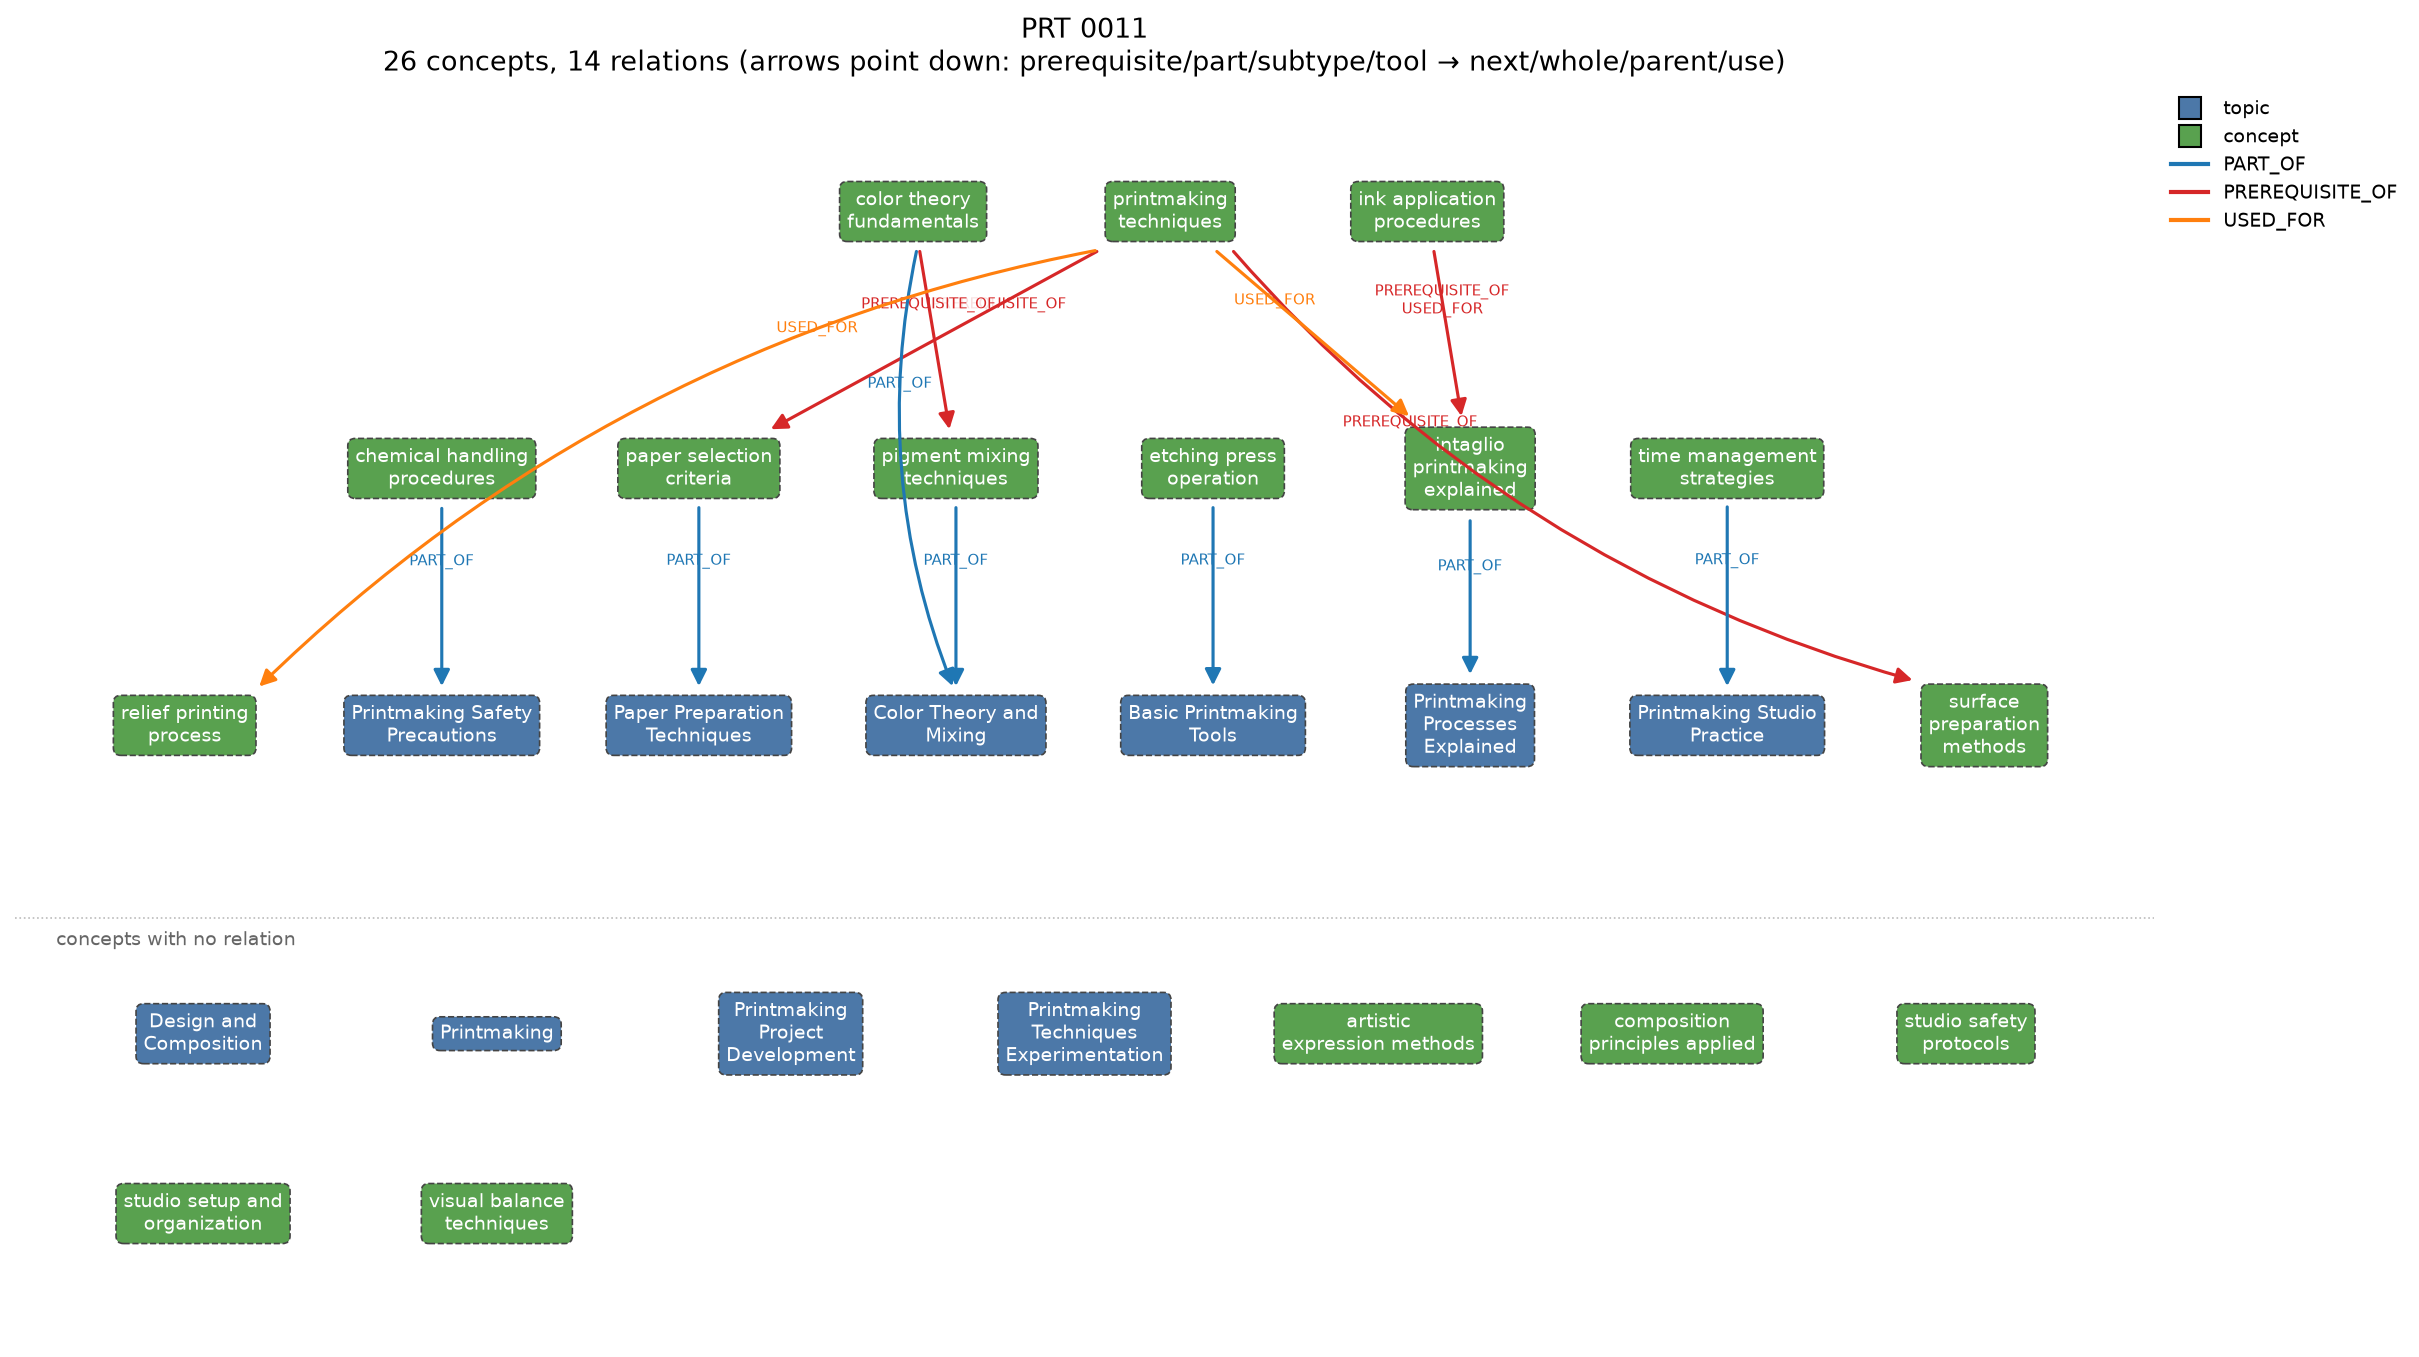 PRT 0011
26 concepts, 14 relations (arrows point down: prerequisite/part/subtype/tool → next/whole/parent/use)
topic
concept
PART_OF
PREREQUISITE_OF
USED_FOR
color theory
fundamentals
printmaking
techniques
ink application
procedures
PREREQUISITE_OF
USED_FOR
PREREQUISITE_OF
USED_FOR
USED_FOR
PART_OF
PREREQUISITE_OF
chemical handling
procedures
paper selection
criteria
pigment mixing
techniques
etching press
operation
intaglio
printmaking
explained
time management
strategies
PART_OF
PART_OF
PART_OF
PART_OF
PART_OF
PART_OF
relief printing
process
Printmaking Safety
Precautions
Paper Preparation
Techniques
Color Theory and
Mixing
Basic Printmaking
Tools
Printmaking
Processes
Explained
Printmaking Studio
Practice
surface
preparation
methods
concepts with no relation
Design and
Composition
Printmaking
Printmaking
Project
Development
Printmaking
Techniques
Experimentation
artistic
expression methods
composition
principles applied
studio safety
protocols
studio setup and
organization
visual balance
techniques